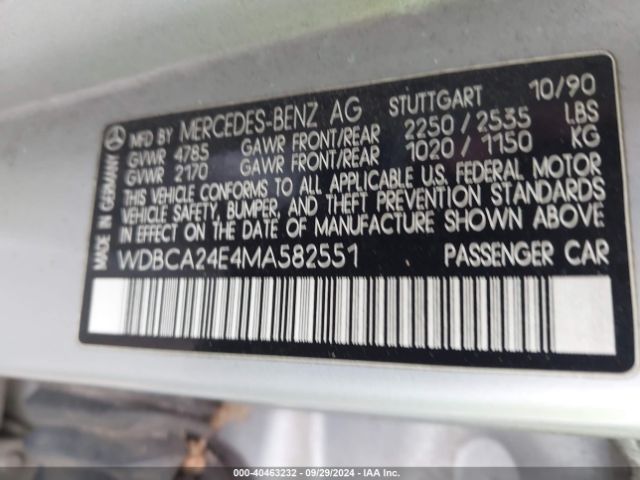 MFD BY MERCEDES-BENZ AG STUTTGART 10/90
GVWR 4785 GAWR FRONT/REAR 2250 / 2535 LBS
GVWR 2170 GAWR FRONT/REAR 1020 / 1150 KG
THIS VEHICLE CONFORMS TO ALL APPLICABLE U.S. FEDERAL MOTOR
VEHICLE SAFETY, BUMPER, AND THEFT PREVENTION STANDARDS
IN EFFECT ON THE DATE OF MANUFACTURE SHOWN ABOVE.
WDBCA24E4MA582551 PASSENGER CAR
MADE IN GERMANY
000-40463232 - 09/29/2024 - IAA, LLC.